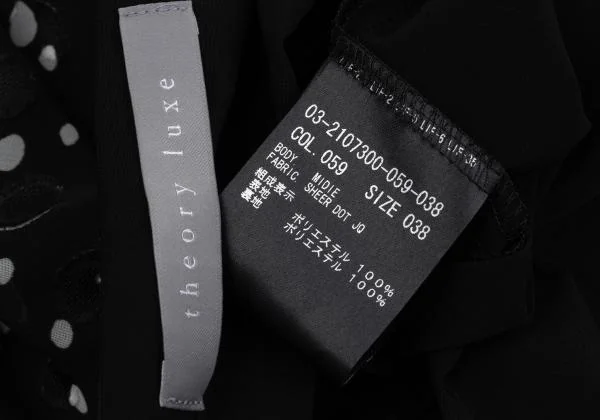 theory luxe
03-2107300-059-038
COL. 059 SIZE 038
BODY MIDIE
FABRIC SHEER DOT JQ
組成表示
表地 ポリエステル 100%
裏地 ポリエステル 100%